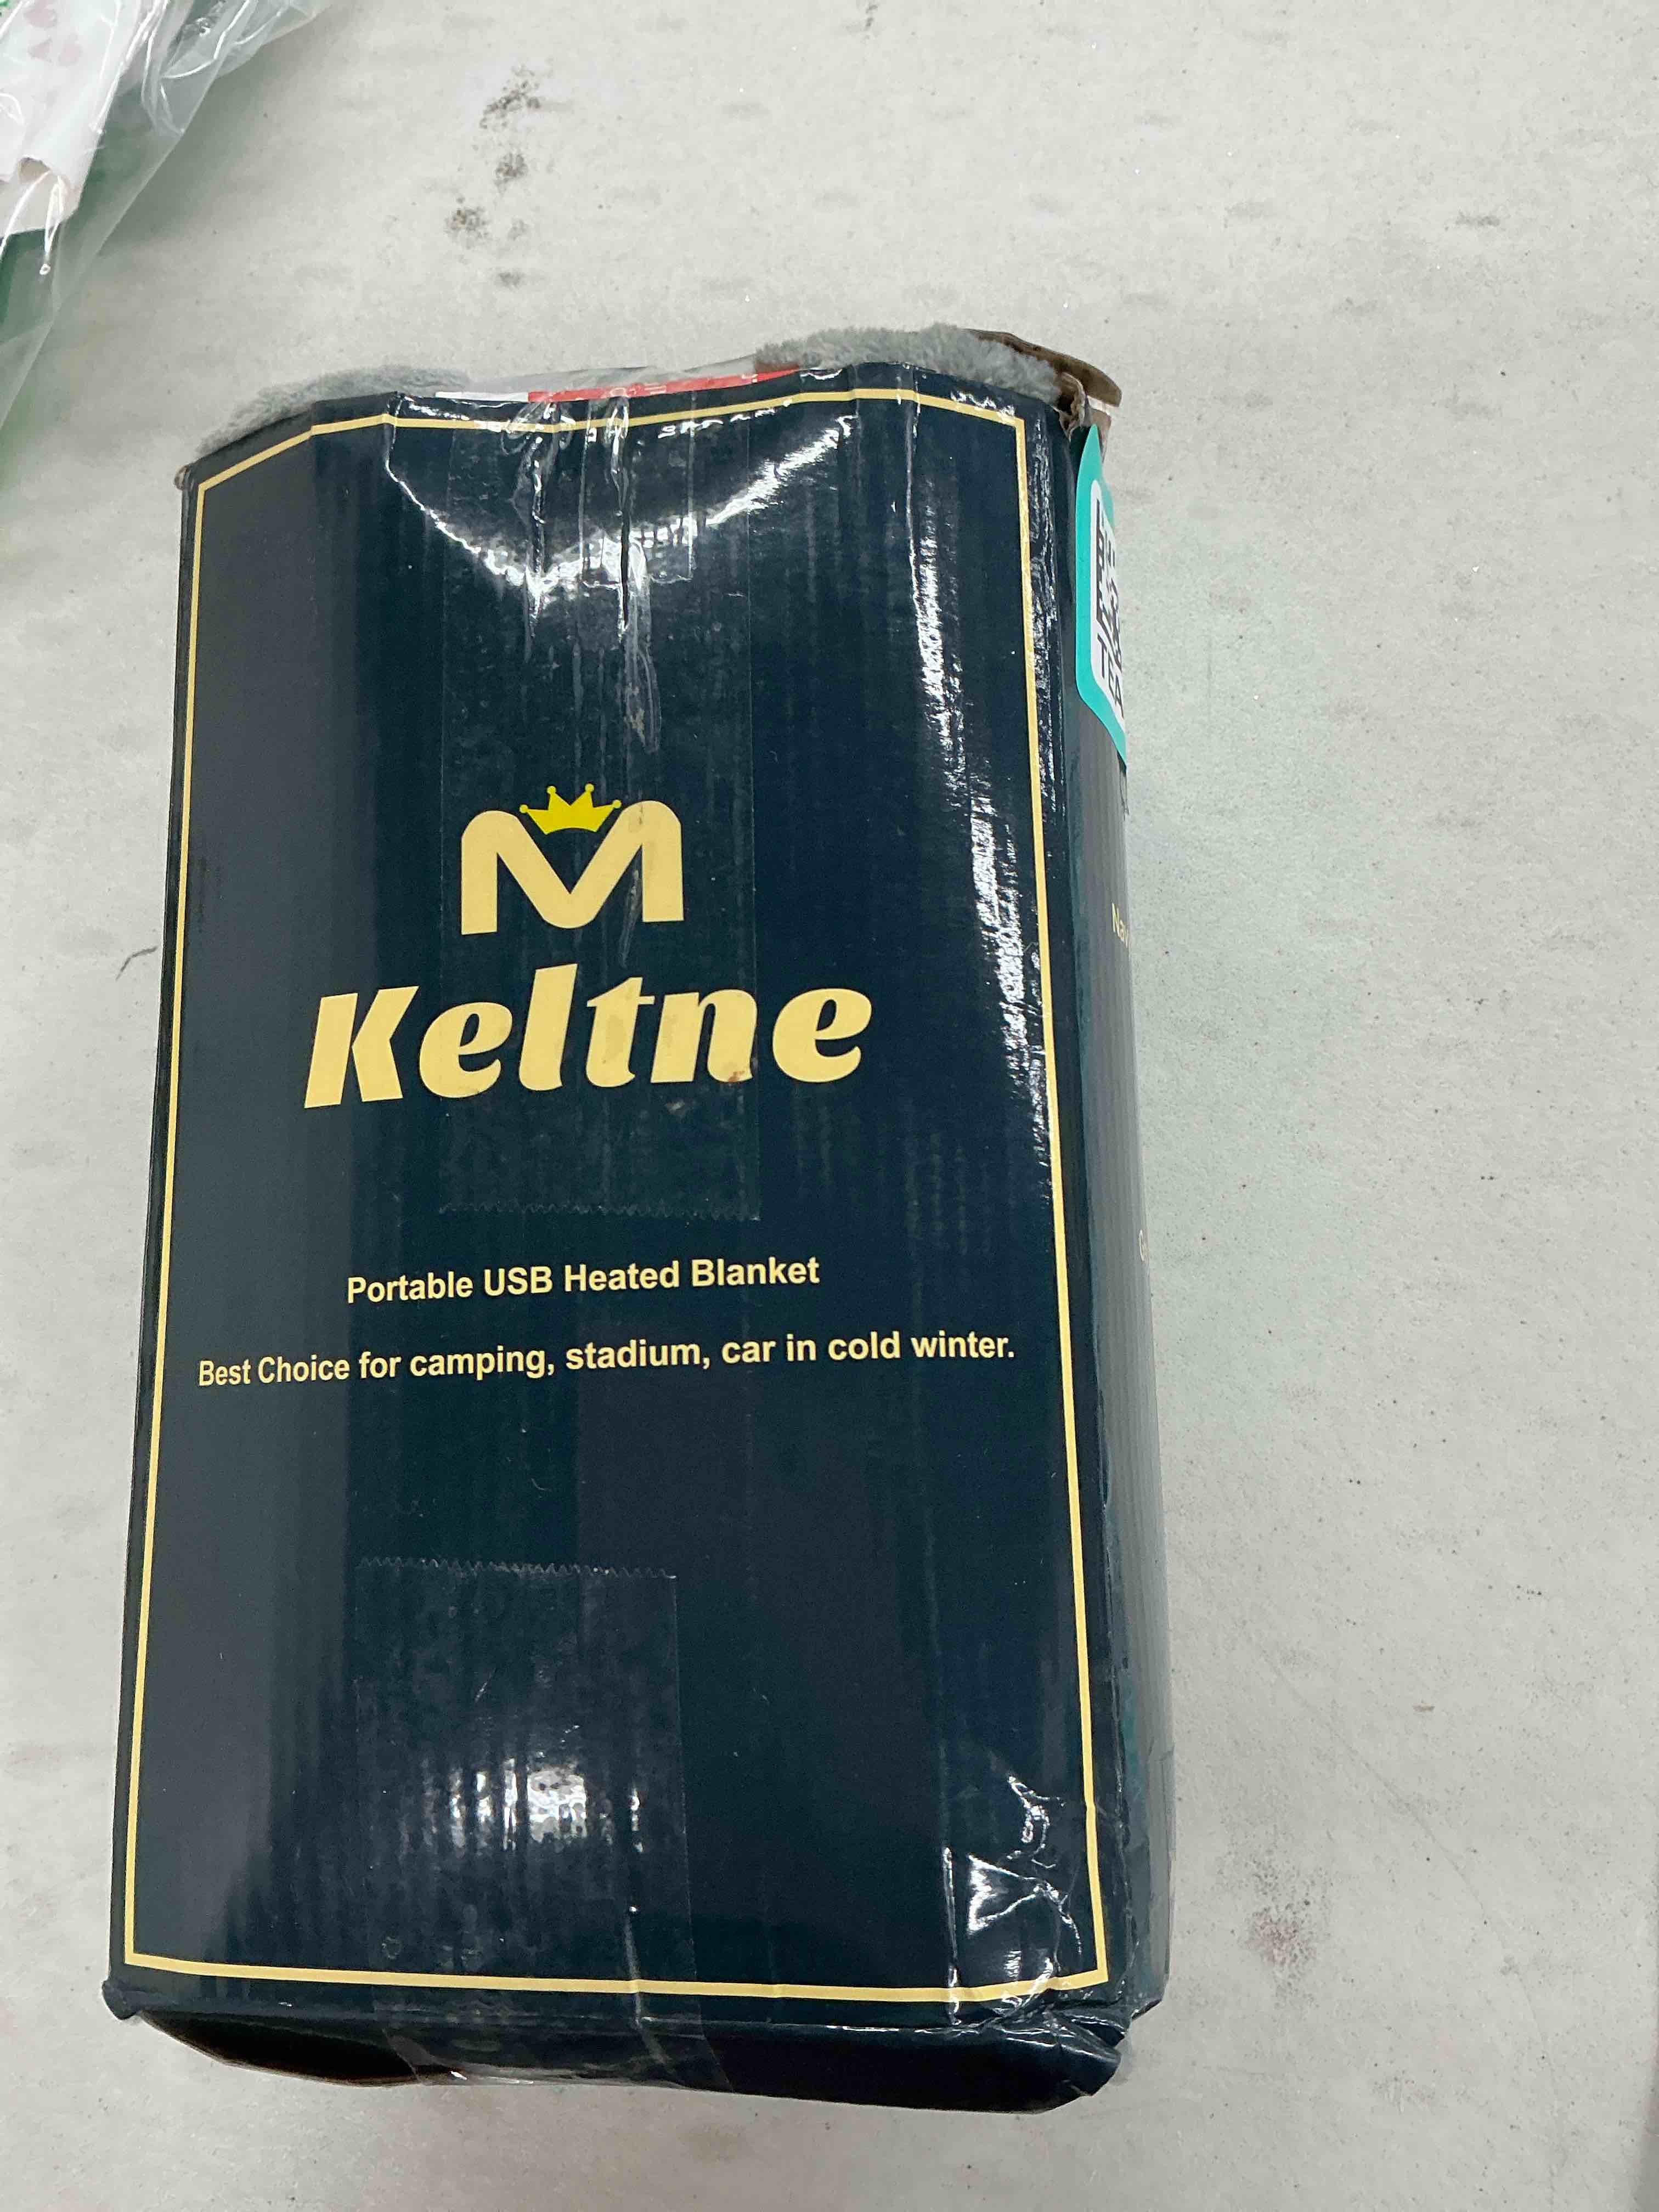 M
Keltne
Portable USB Heated Blanket
Best Choice for camping, stadium, car in cold winter.